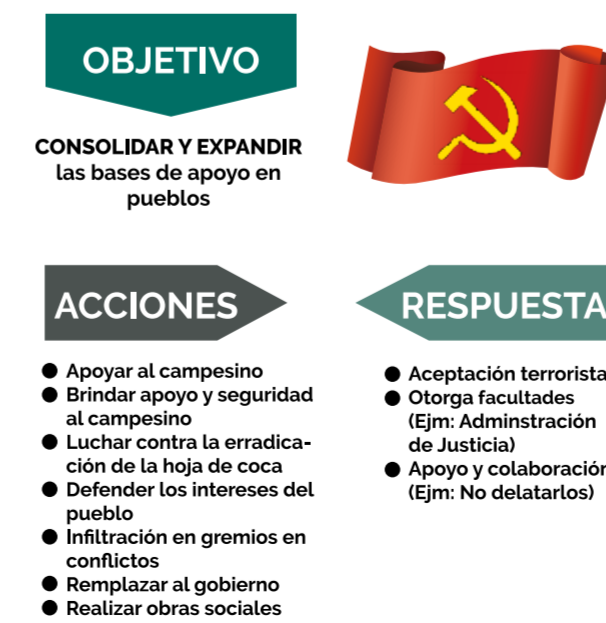 OBJETIVO
CONSOLIDAR Y EXPANDIR
las bases de apoyo en
pueblos
ACCIONES
● Apoyar al campesino
● Brindar apoyo y seguridad
al campesino
● Luchar contra la erradica-
ción de la hoja de coca
● Defender los intereses del
pueblo
● Infiltración en gremios en
conflictos
● Remplazar al gobierno
● Realizar obras sociales
RESPUESTA
● Aceptación terrorista
● Otorga facultades
(Ejm: Adminstración
de Justicia)
● Apoyo y colaboración
(Ejm: No delatarlos)